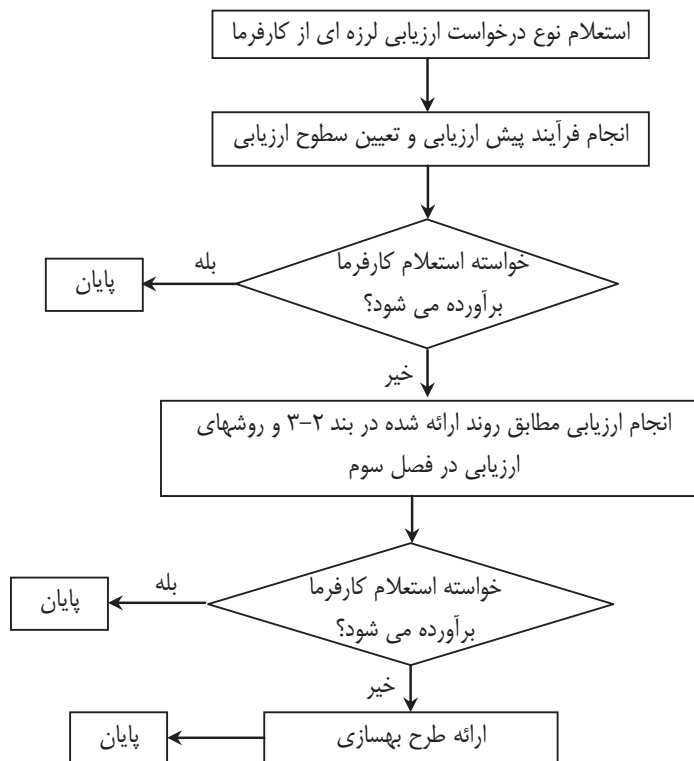 استعلام نوع درخواست ارزیابی لرزه ای از کارفرما
انجام فرآیند پیش ارزیابی و تعیین سطوح ارزیابی
خواسته استعلام کارفرما
برآورده می شود؟
بله
پایان
خیر
انجام ارزیابی مطابق روند ارائه شده در بند ۲-۳ و روشهای
ارزیابی در فصل سوم
خواسته استعلام کارفرما
برآورده می شود؟
بله
پایان
خیر
ارائه طرح بهسازی
پایان